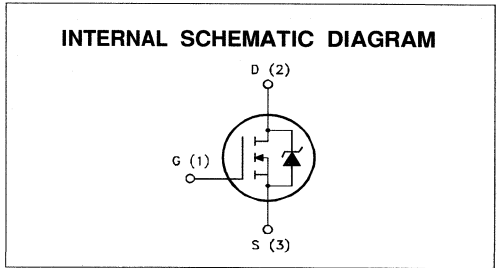 INTERNAL SCHEMATIC DIAGRAM
D (2)
G (1)
S (3)